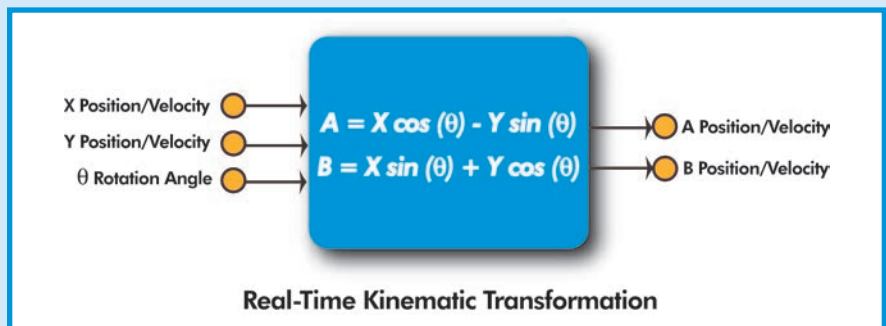 X Position/Velocity
Y Position/Velocity
θ Rotation Angle
A = X cos (θ) - Y sin (θ)
B = X sin (θ) + Y cos (θ)
A Position/Velocity
B Position/Velocity
Real-Time Kinematic Transformation